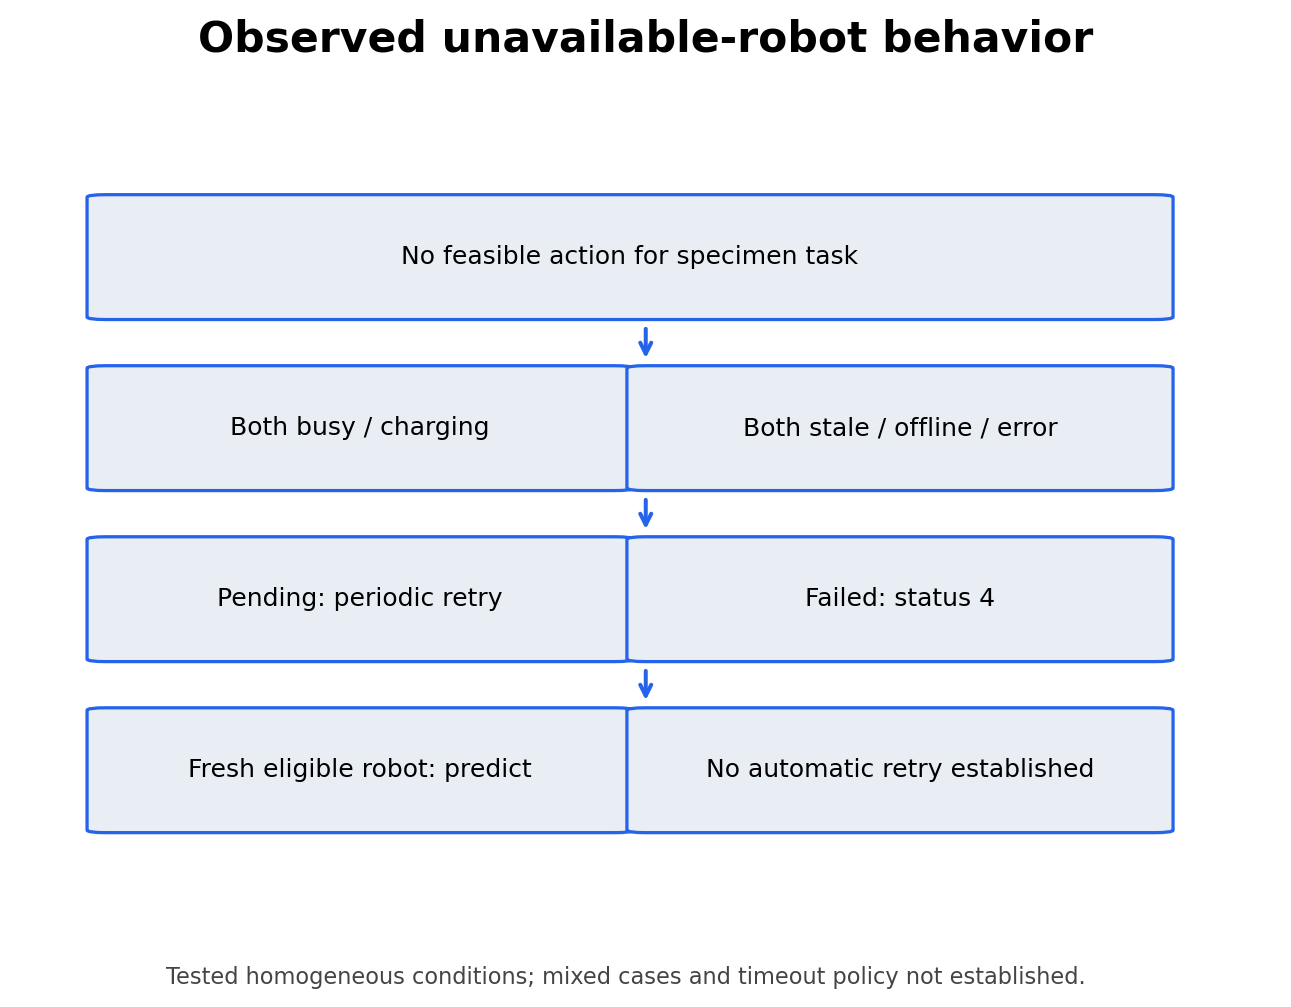 Observed unavailable-robot behavior
No feasible action for specimen task
Both busy / charging
Both stale / offline / error
Pending: periodic retry
Failed: status 4
Fresh eligible robot: predict
No automatic retry established
Tested homogeneous conditions; mixed cases and timeout policy not established.